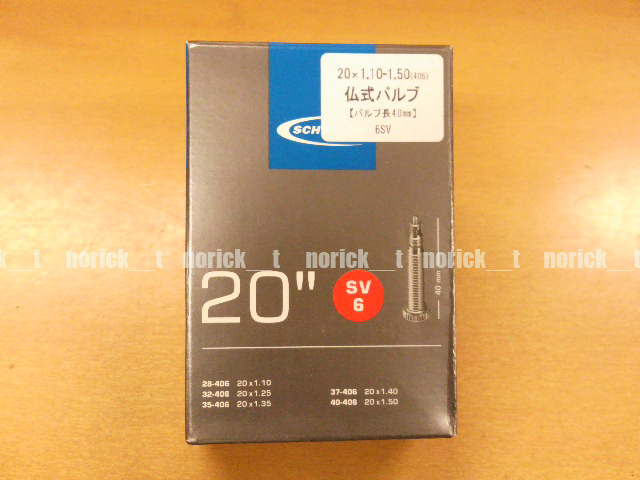 20×1.10-1.50(406)
仏式バルブ
【バルブ長40mm】
6SV
SCH
norick__t norick__t norick__t norick__t norick__t norick__t
20"
SV
6
40 mm
28-406 20x1.10
32-406 20x1.25
35-406 20x1.35
37-406 20x1.40
40-406 20x1.50